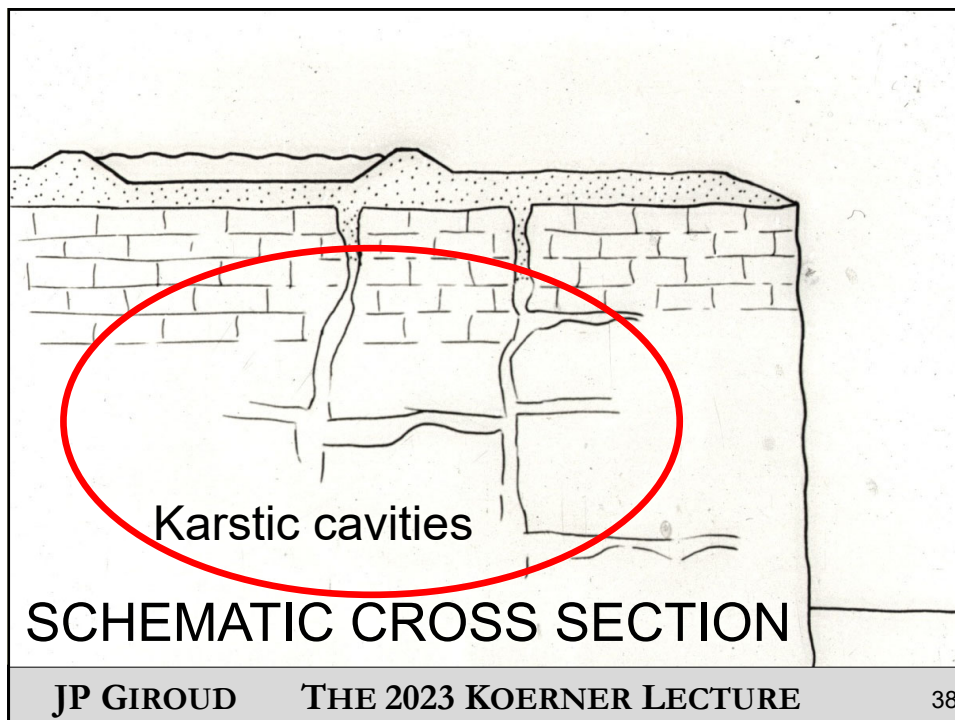 Karstic cavities
SCHEMATIC CROSS SECTION
JP GIROUD THE 2023 KOERNER LECTURE 38